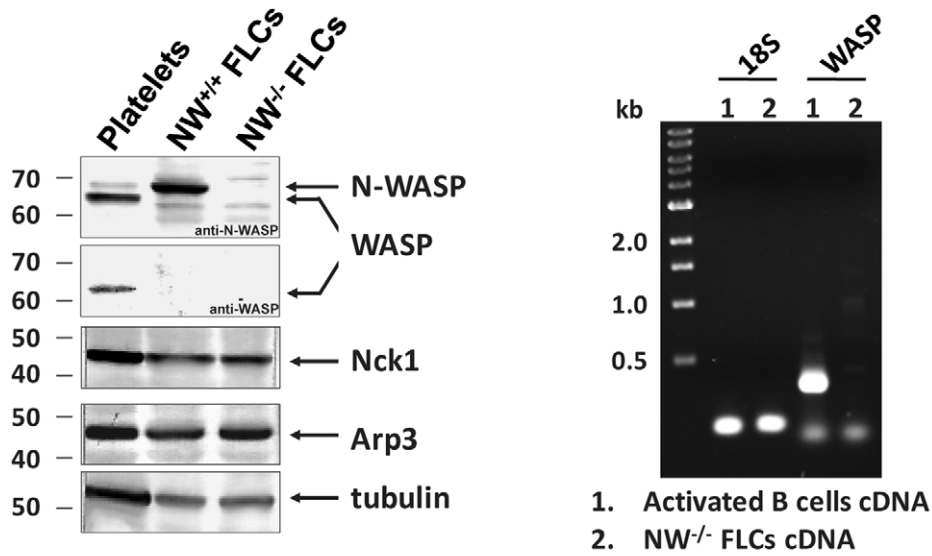 Platelets
NW+/+ FLCs
NW-/- FLCs
70
60
N-WASP
anti-N-WASP
WASP
70
60
anti-WASP
50
40
Nck1
50
40
Arp3
50
tubulin
18S WASP
kb 1 2 1 2
2.0
1.0
0.5
1. Activated B cells cDNA
2. NW-/- FLCs cDNA